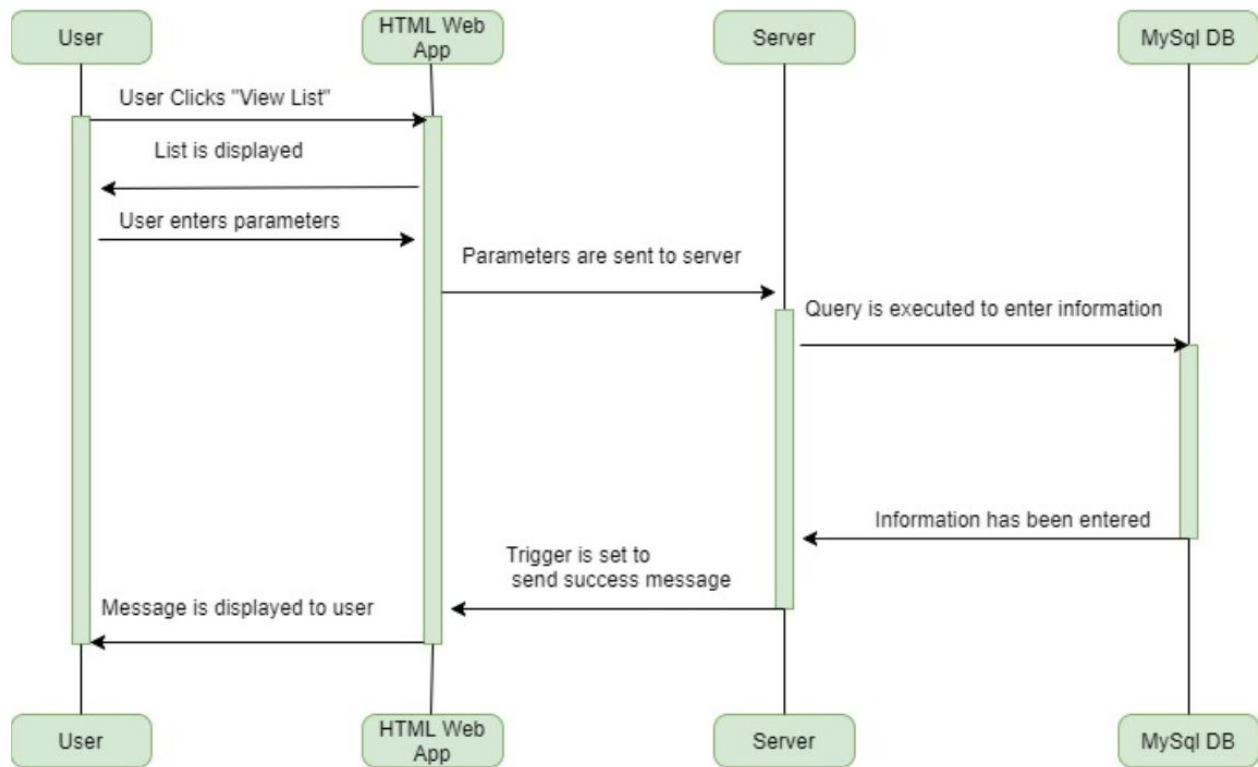 User
HTML Web
App
Server
MySql DB
User Clicks "View List"
List is displayed
User enters parameters
Parameters are sent to server
Query is executed to enter information
Information has been entered
Trigger is set to
send success message
Message is displayed to user
User
HTML Web
App
Server
MySql DB